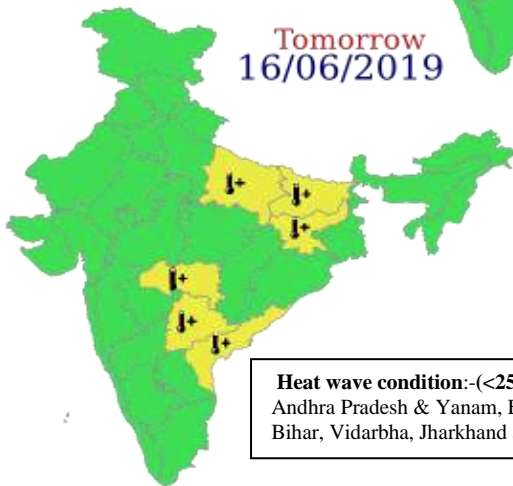 Tomorrow
16/06/2019
Heat wave condition:-(<25
Andhra Pradesh & Yanam,
Bihar, Vidarbha, Jharkhand